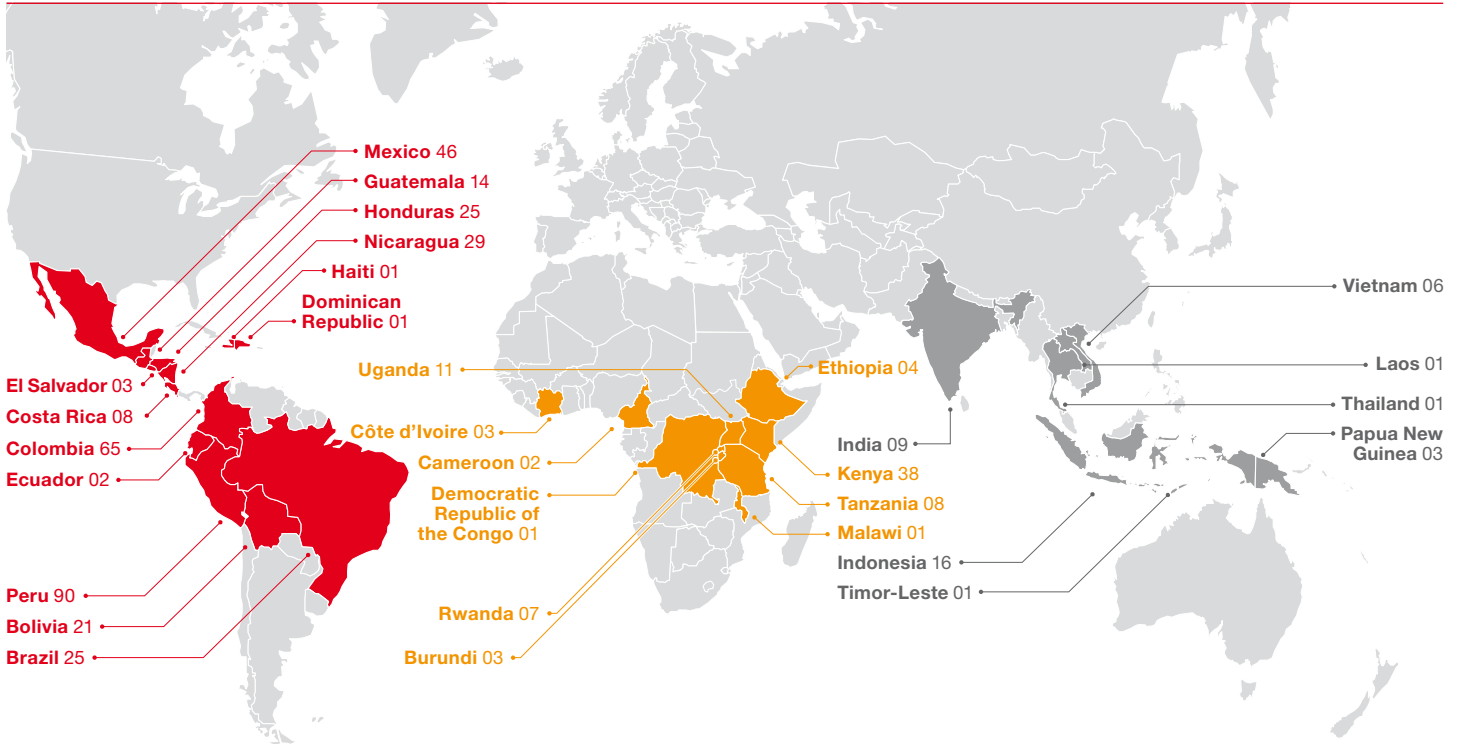 Mexico 46
Guatemala 14
Honduras 25
Nicaragua 29
Haiti 01
Dominican
Republic 01
El Salvador 03
Costa Rica 08
Colombia 65
Ecuador 02
Peru 90
Bolivia 21
Brazil 25
Uganda 11
Ethiopia 04
Côte d’Ivoire 03
Cameroon 02
Democratic
Republic of
the Congo 01
Kenya 38
Tanzania 08
Malawi 01
Rwanda 07
Burundi 03
Vietnam 06
Laos 01
Thailand 01
India 09
Papua New
Guinea 03
Indonesia 16
Timor-Leste 01